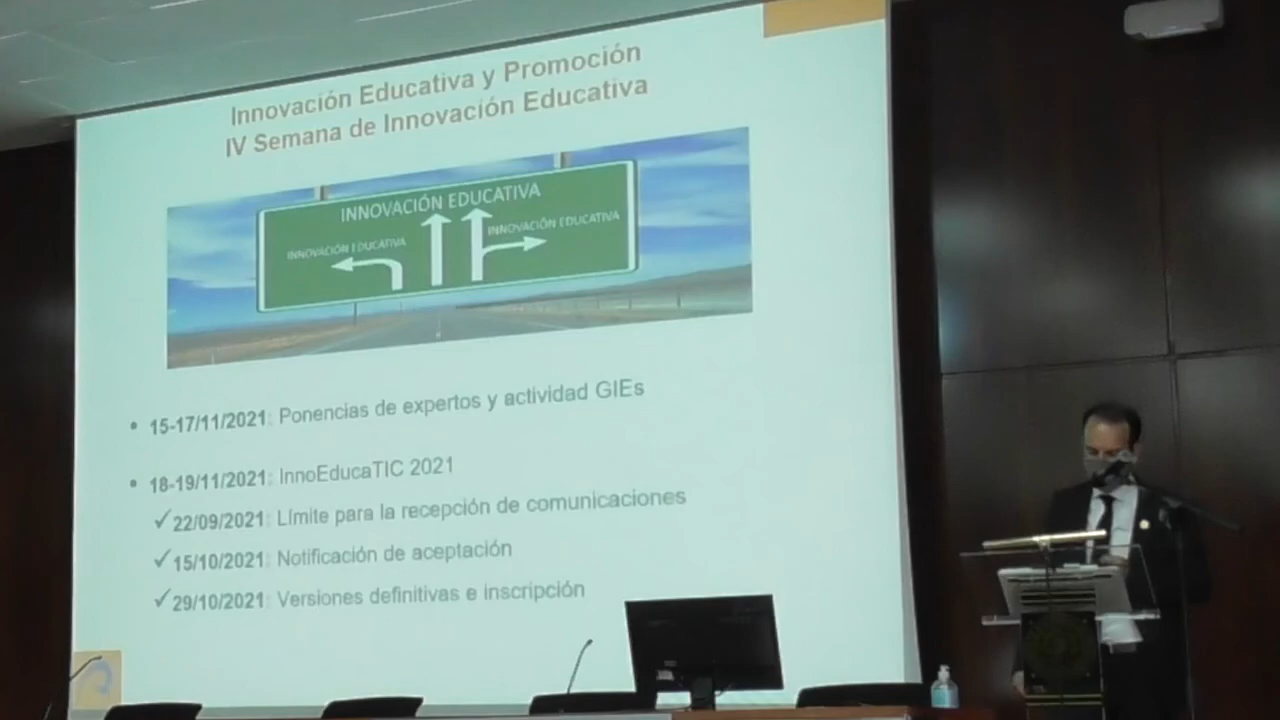 Innovación Educativa y Promoción
IV Semana de Innovación Educativa
INNOVACIÓN EDUCATIVA
INNOVACIÓN EDUCATIVA
INNOVACIÓN EDUCATIVA
• 15-17/11/2021: Ponencias de expertos y actividad GIEs
• 18-19/11/2021: InnoEducaTIC 2021
✓ 22/09/2021: Límite para la recepción de comunicaciones
✓ 15/10/2021: Notificación de aceptación
✓ 29/10/2021: Versiones definitivas e inscripción